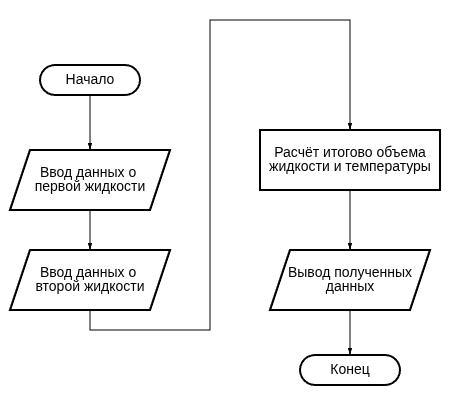 Начало
Ввод данных о
первой жидкости
Ввод данных о
второй жидкости
Расчёт итогово объема
жидкости и температуры
Вывод полученных
данных
Конец